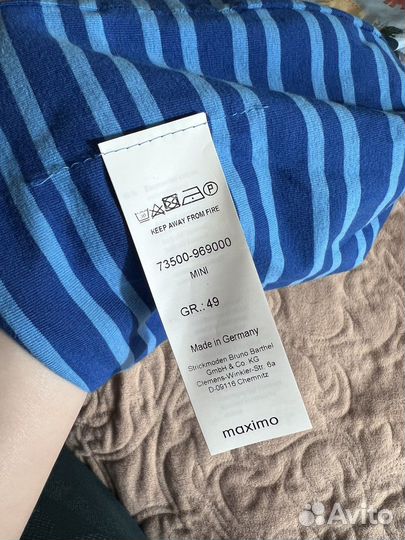 KEEP AWAY FROM FIRE
73500-969000
MINI
GR.: 49
Made in Germany
Strickmoden Bruno Barthel
GmbH & Co. KG
Clemens-Winkler-Str. 6a
D-09116 Chemnitz
maximo
Avito